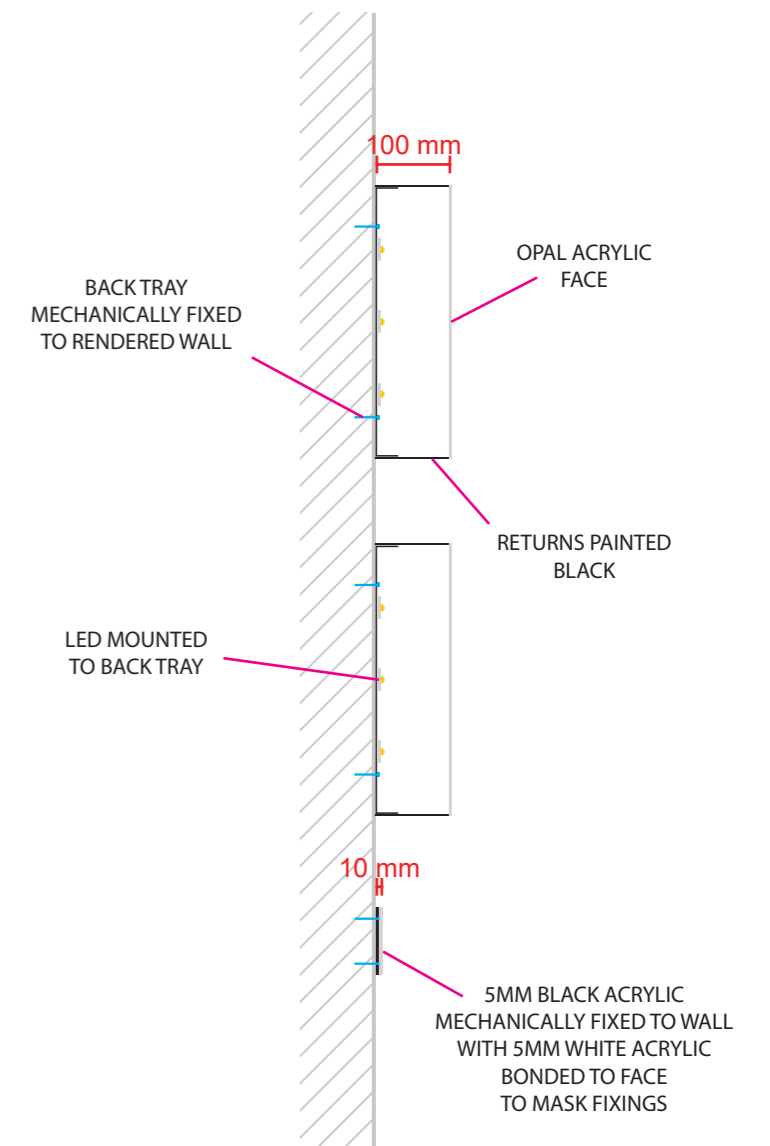 100 mm
OPAL ACRYLIC
FACE
BACK TRAY
MECHANICALLY FIXED
TO RENDERED WALL
RETURNS PAINTED
BLACK
LED MOUNTED
TO BACK TRAY
10 mm
5MM BLACK ACRYLIC
MECHANICALLY FIXED TO WALL
WITH 5MM WHITE ACRYLIC
BONDED TO FACE
TO MASK FIXINGS